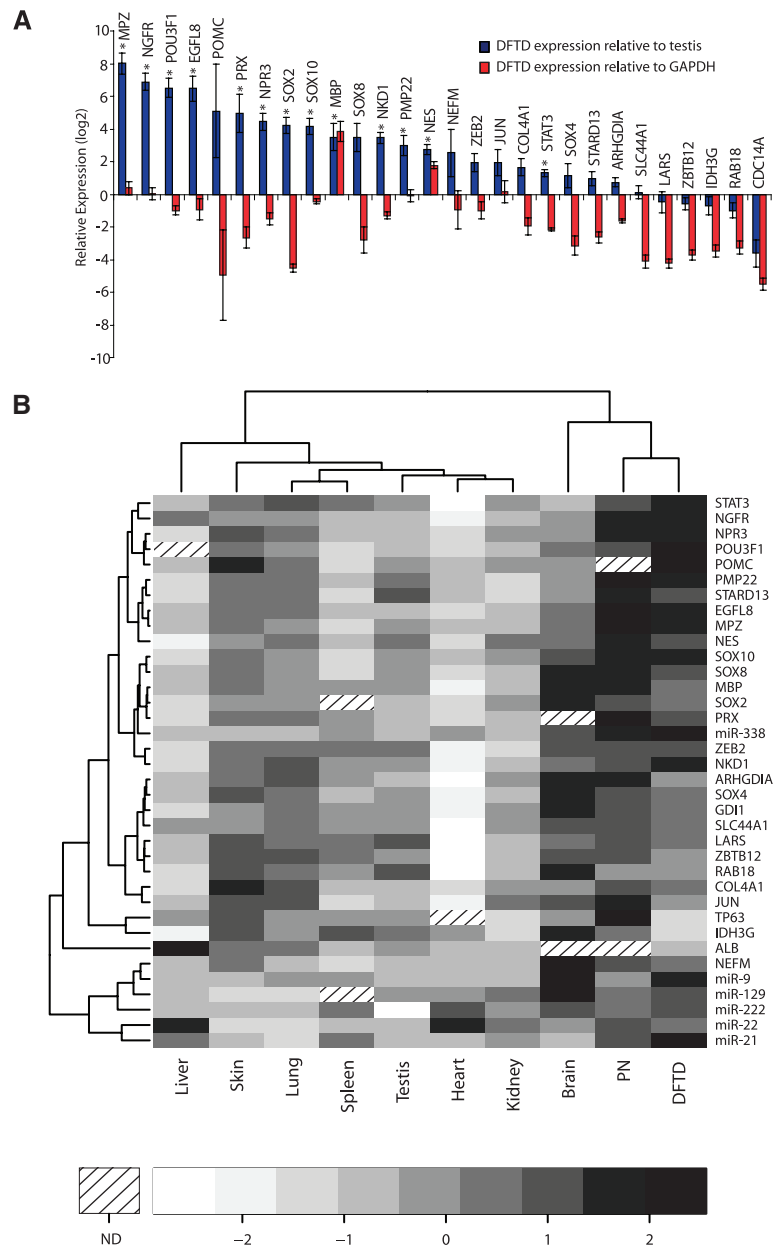 A
10
8
6
4
2
0
-2
-4
-6
-8
-10
Relative Expression (log2)
DFTD expression relative to testis
DFTD expression relative to GAPDH
* MPZ
* NGFR
* POU3F1
* EGFL8
POMC
* PRX
* NPR3
* SOX2
* SOX10
* MBP
SOX8
* NKD1
* PMP22
* NES
NEFM
ZEB2
JUN
COL4A1
* STAT3
SOX4
STARD13
ARHGDIA
SLC44A1
LARS
ZBTB12
IDH3G
RAB18
CDC14A
B
STAT3
NGFR
NPR3
POU3F1
POMC
PMP22
STARD13
EGFL8
MPZ
NES
SOX10
SOX8
MBP
SOX2
PRX
miR-338
ZEB2
NKD1
ARHGDIA
SOX4
GDI1
SLC44A1
LARS
ZBTB12
RAB18
COL4A1
JUN
TP63
IDH3G
ALB
NEFM
miR-9
miR-129
miR-222
miR-22
miR-21
Liver
Skin
Lung
Spleen
Testis
Heart
Kidney
Brain
PN
DFTD
ND
−2
−1
0
1
2